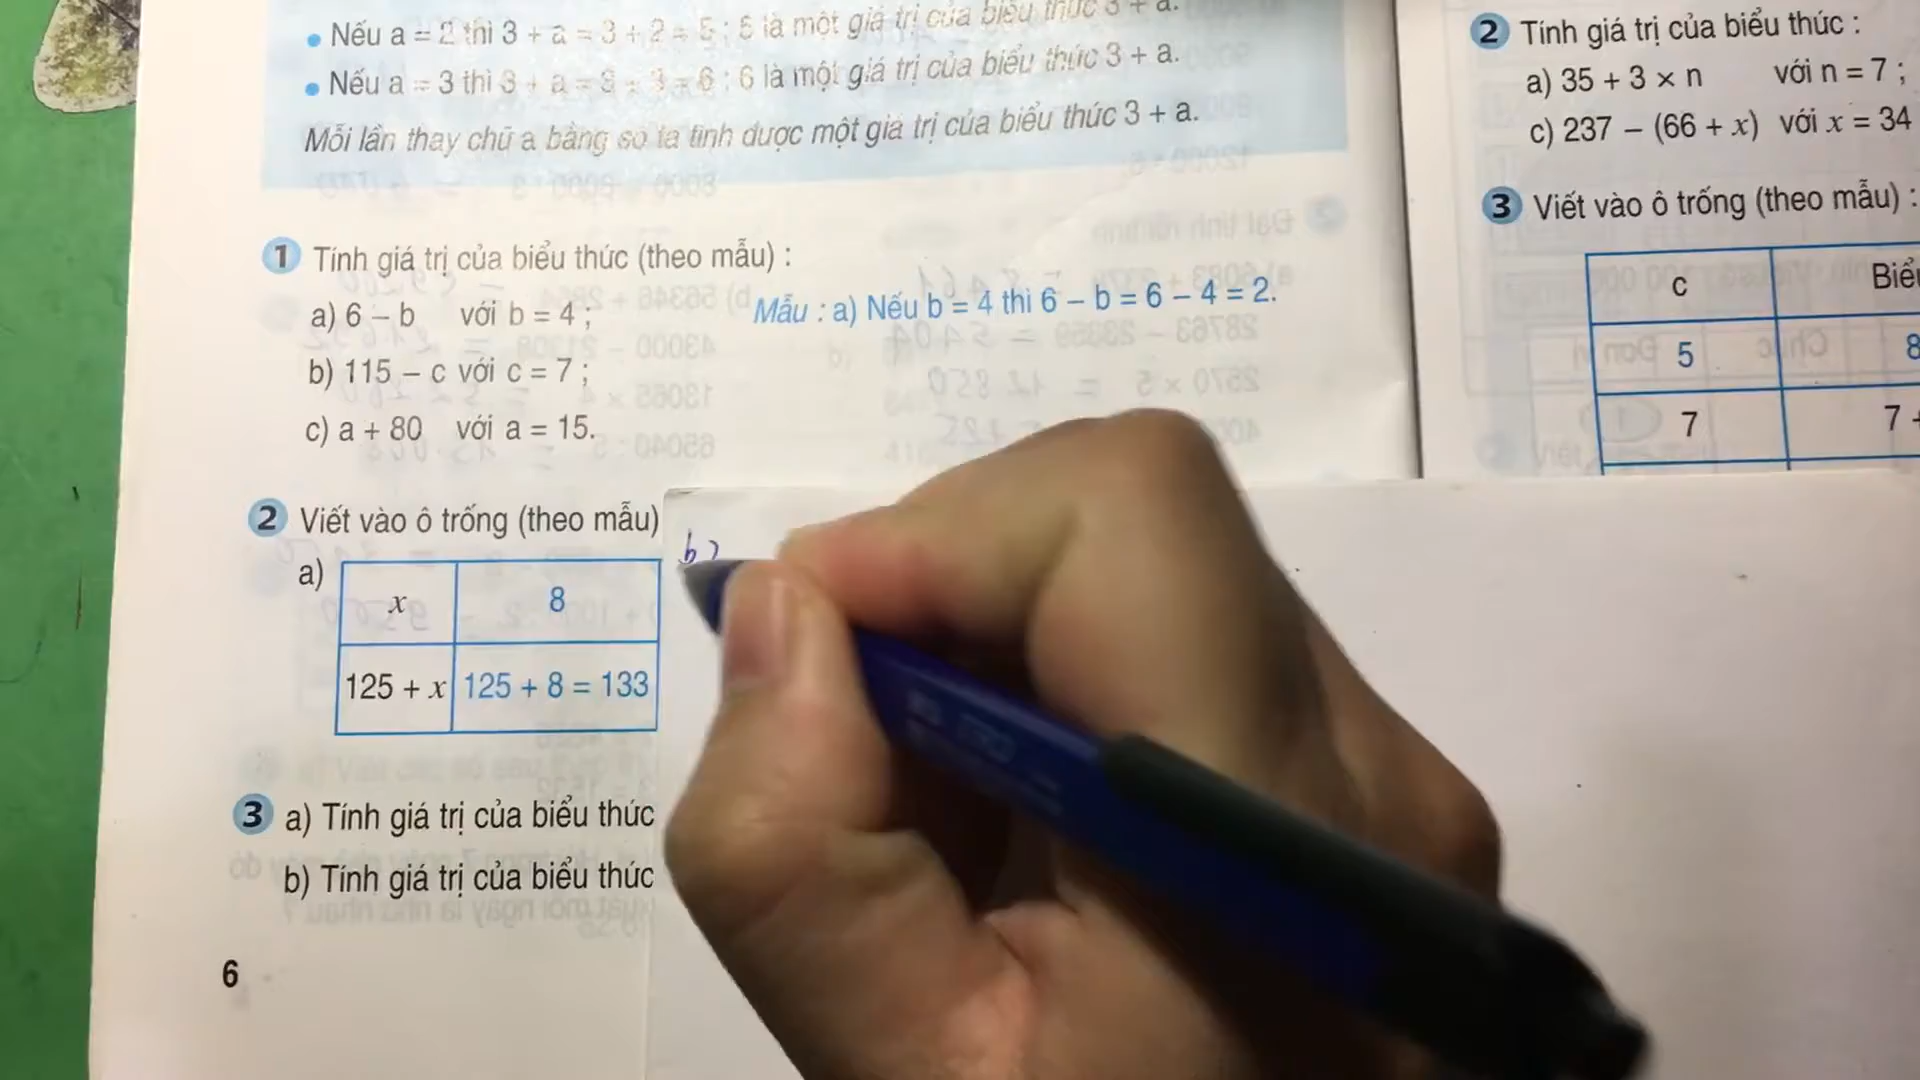 • Nếu a = 2 thì 3 + a = 3 + 2 = 5 ; 5 là một giá trị của biểu thức 3 + a.
• Nếu a = 3 thì 3 + a = 3 + 3 = 6 ; 6 là một giá trị của biểu thức 3 + a.
Mỗi lần thay chữ a bằng số ta tính được một giá trị của biểu thức 3 + a.
1 Tính giá trị của biểu thức (theo mẫu) :
a) 6 – b với b = 4 ;
Mẫu : a) Nếu b = 4 thì 6 – b = 6 – 4 = 2.
b) 115 – c với c = 7 ;
c) a + 80 với a = 15.
2 Viết vào ô trống (theo mẫu)
a)
x 8
125 + x 125 + 8 = 133
b)
3 a) Tính giá trị của biểu thức
b) Tính giá trị của biểu thức
6
2 Tính giá trị của biểu thức :
a) 35 + 3 × n với n = 7 ;
c) 237 – (66 + x) với x = 34
3 Viết vào ô trống (theo mẫu) :
c
5 8
7 7 +